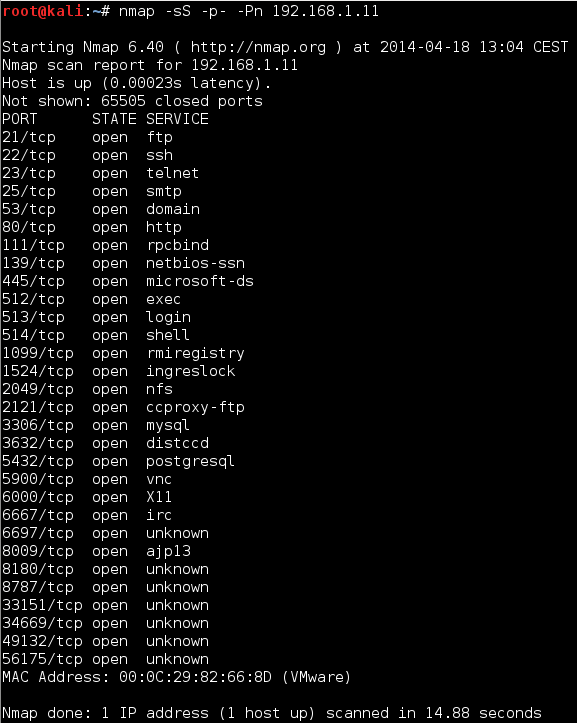 root@kali:~# nmap -sS -p- -Pn 192.168.1.11
Starting Nmap 6.40 ( http://nmap.org ) at 2014-04-18 13:04 CEST
Nmap scan report for 192.168.1.11
Host is up (0.00023s latency).
Not shown: 65505 closed ports
PORT      STATE SERVICE
21/tcp    open  ftp
22/tcp    open  ssh
23/tcp    open  telnet
25/tcp    open  smtp
53/tcp    open  domain
80/tcp    open  http
111/tcp   open  rpcbind
139/tcp   open  netbios-ssn
445/tcp   open  microsoft-ds
512/tcp   open  exec
513/tcp   open  login
514/tcp   open  shell
1099/tcp  open  rmiregistry
1524/tcp  open  ingreslock
2049/tcp  open  nfs
2121/tcp  open  ccproxy-ftp
3306/tcp  open  mysql
3632/tcp  open  distccd
5432/tcp  open  postgresql
5900/tcp  open  vnc
6000/tcp  open  X11
6667/tcp  open  irc
6697/tcp  open  unknown
8009/tcp  open  ajp13
8180/tcp  open  unknown
8787/tcp  open  unknown
33151/tcp open  unknown
34669/tcp open  unknown
49132/tcp open  unknown
56175/tcp open  unknown
MAC Address: 00:0C:29:82:66:8D (VMware)
Nmap done: 1 IP address (1 host up) scanned in 14.88 seconds